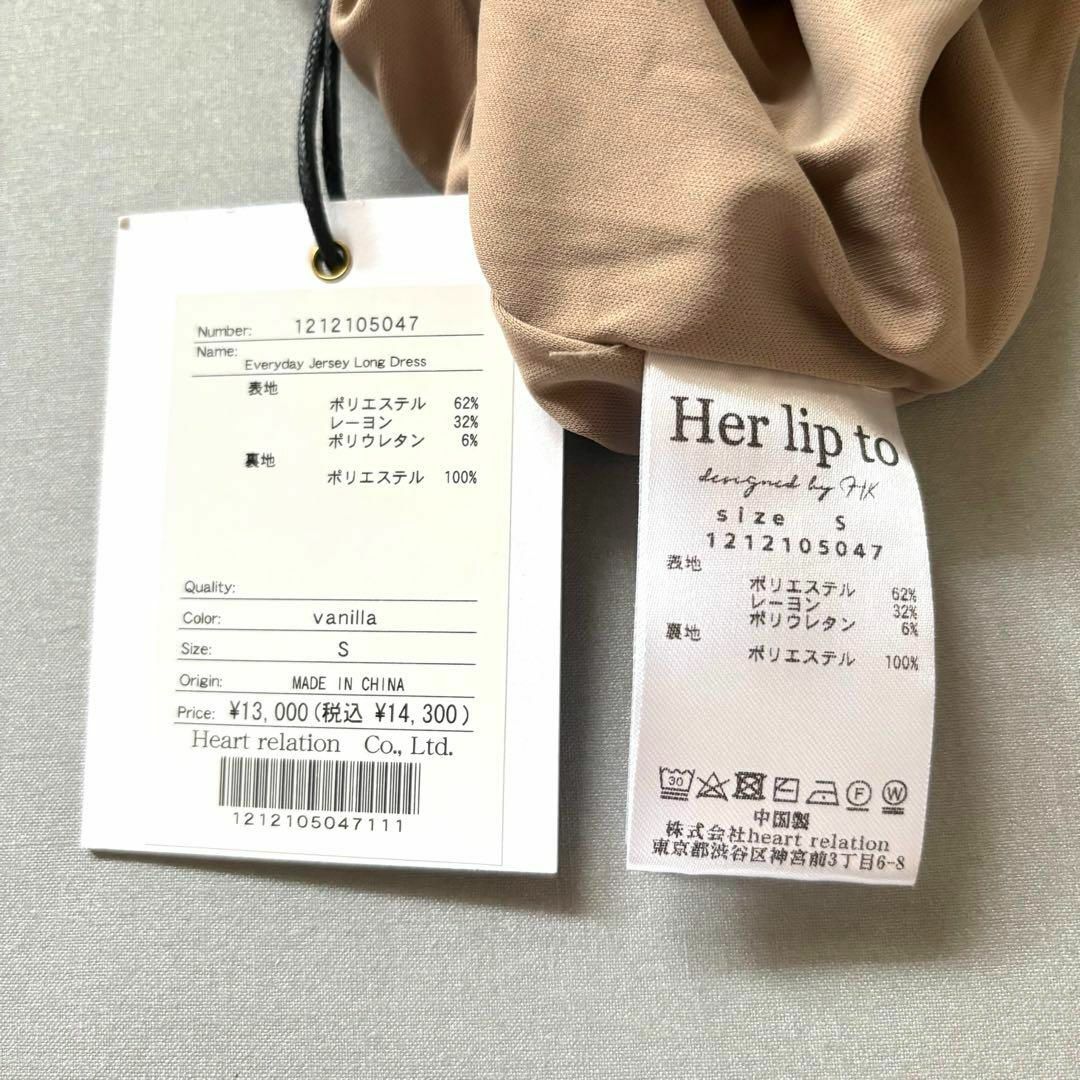 Number: 1212105047
Name:
Everyday Jersey Long Dress
表地
ポリエステル 62%
レーヨン 32%
ポリウレタン 6%
裏地
ポリエステル 100%
Quality:
Color: vanilla
Size: S
Origin: MADE IN CHINA
Price: ¥13,000(税込 ¥14,300)
Heart relation Co., Ltd.
1212105047111
Her lip to
designed by HK
size S
1212105047
表地
ポリエステル 62%
レーヨン 32%
ポリウレタン 6%
裏地
ポリエステル 100%
30 F W
中国製
株式会社heart relation
東京都渋谷区神宮前3丁目6-8